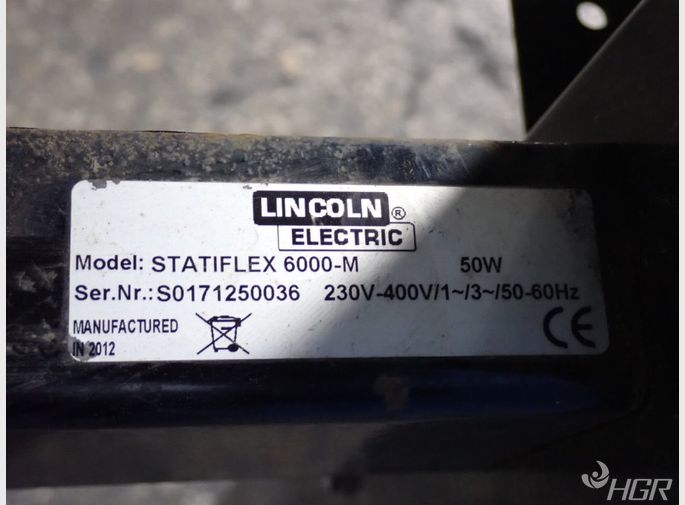 LINCOLN ®
ELECTRIC
Model: STATIFLEX 6000-M 50W
Ser.Nr.: S0171250036 230V-400V/1~/3~/50-60Hz
MANUFACTURED
IN 2012
CE
HGR